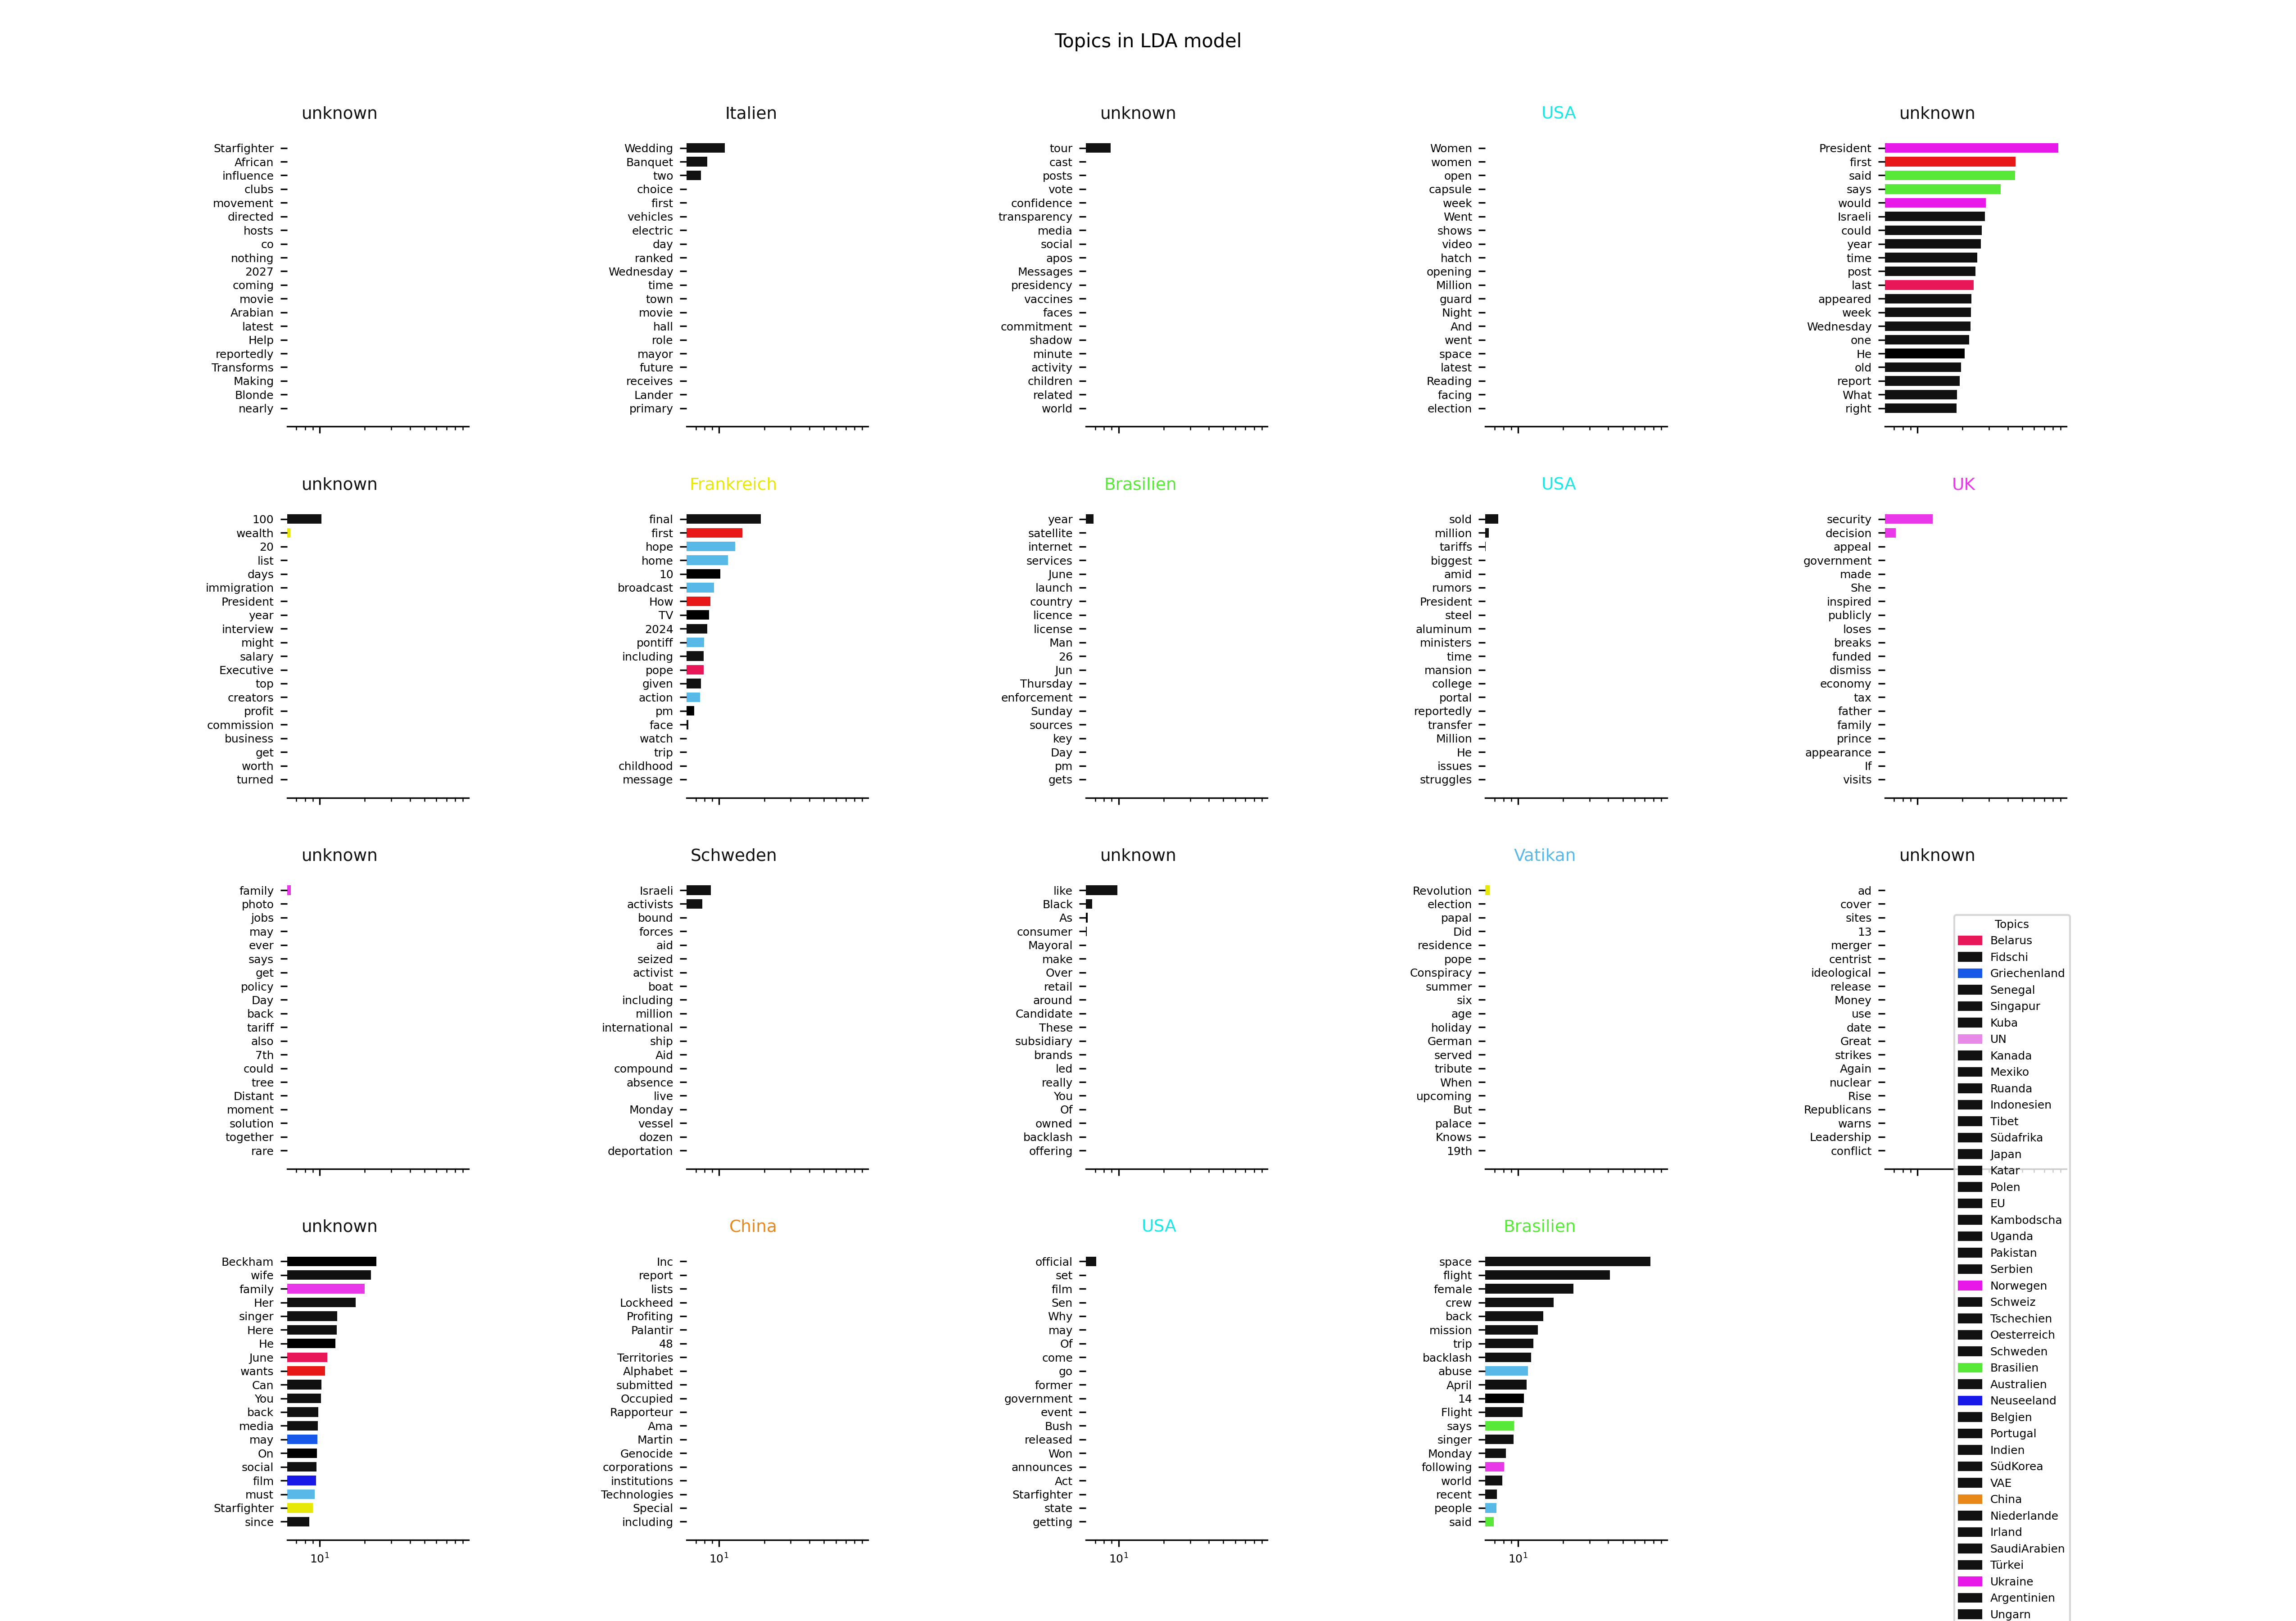 Topics in LDA model
unknown
Starfighter
African
influence
clubs
movement
directed
hosts
co
nothing
2027
coming
movie
Arabian
latest
Help
reportedly
Transforms
Making
Blonde
nearly
Italien
Wedding
Banquet
two
choice
first
vehicles
electric
day
ranked
Wednesday
time
town
movie
hall
role
mayor
future
receives
Lander
primary
unknown
tour
cast
posts
vote
confidence
transparency
media
social
apos
Messages
presidency
vaccines
faces
commitment
shadow
minute
activity
children
related
world
USA
Women
women
open
capsule
week
Went
shows
video
hatch
opening
Million
guard
Night
And
went
space
latest
Reading
facing
election
unknown
President
first
said
says
would
Israeli
could
year
time
post
last
appeared
week
Wednesday
one
He
old
report
What
right
unknown
100
wealth
20
list
days
immigration
President
year
interview
might
salary
Executive
top
creators
profit
commission
business
get
worth
turned
Frankreich
final
first
hope
home
10
broadcast
How
TV
2024
pontiff
including
pope
given
action
pm
face
watch
trip
childhood
message
Brasilien
year
satellite
internet
services
June
launch
country
licence
license
Man
26
Jun
Thursday
enforcement
Sunday
sources
key
Day
pm
gets
USA
sold
million
tariffs
biggest
amid
rumors
President
steel
aluminum
ministers
time
mansion
college
portal
reportedly
transfer
Million
He
issues
struggles
UK
security
decision
appeal
government
made
She
inspired
publicly
loses
breaks
funded
dismiss
economy
tax
father
family
prince
appearance
If
visits
unknown
family
photo
jobs
may
ever
says
get
policy
Day
back
tariff
also
7th
could
tree
Distant
moment
solution
together
rare
Schweden
Israeli
activists
bound
forces
aid
seized
activist
boat
including
million
international
ship
Aid
compound
absence
live
Monday
vessel
dozen
deportation
unknown
like
Black
As
consumer
Mayoral
make
Over
retail
around
Candidate
These
subsidiary
brands
led
really
You
Of
owned
backlash
offering
Vatikan
Revolution
election
papal
Did
residence
pope
Conspiracy
summer
six
age
holiday
German
served
tribute
When
upcoming
But
palace
Knows
19th
unknown
ad
cover
sites
13
merger
centrist
ideological
release
Money
use
date
Great
strikes
Again
nuclear
Rise
Republicans
warns
Leadership
conflict
unknown
Beckham
wife
family
Her
singer
Here
He
June
wants
Can
You
back
media
may
On
social
film
must
Starfighter
since
10¹
China
Inc
report
lists
Lockheed
Profiting
Palantir
48
Territories
Alphabet
submitted
Occupied
Rapporteur
Ama
Martin
Genocide
corporations
institutions
Technologies
Special
including
10¹
USA
official
set
film
Sen
Why
may
Of
come
go
former
government
event
Bush
released
Won
announces
Act
Starfighter
state
getting
10¹
Brasilien
space
flight
female
crew
back
mission
trip
backlash
abuse
April
14
Flight
says
singer
Monday
following
world
recent
people
said
10¹
Topics
Belarus
Fidschi
Griechenland
Senegal
Singapur
Kuba
UN
Kanada
Mexiko
Ruanda
Indonesien
Tibet
Südafrika
Japan
Katar
Polen
EU
Kambodscha
Uganda
Pakistan
Serbien
Norwegen
Schweiz
Tschechien
Oesterreich
Schweden
Brasilien
Australien
Neuseeland
Belgien
Portugal
Indien
SüdKorea
VAE
China
Niederlande
Irland
SaudiArabien
Türkei
Ukraine
Argentinien
Ungarn